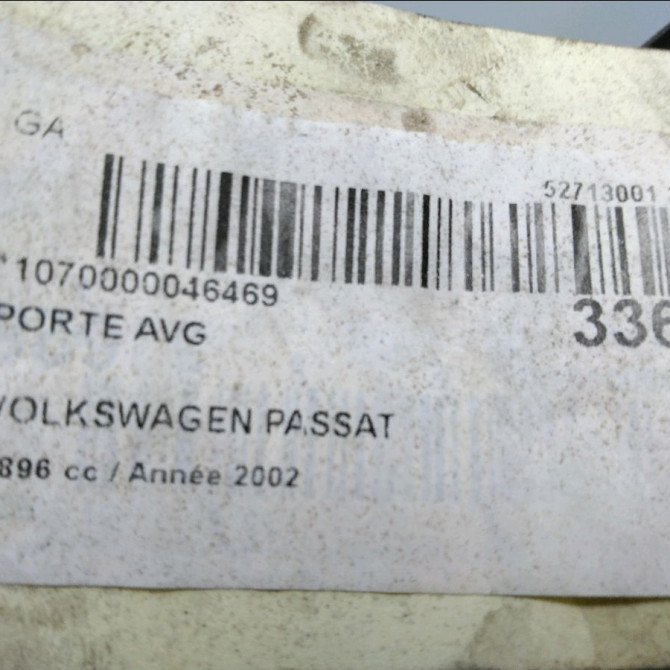 GA
52713001
*1070000046469
336
PORTE AVG
VOLKSWAGEN PASSAT
896 cc / Année 2002